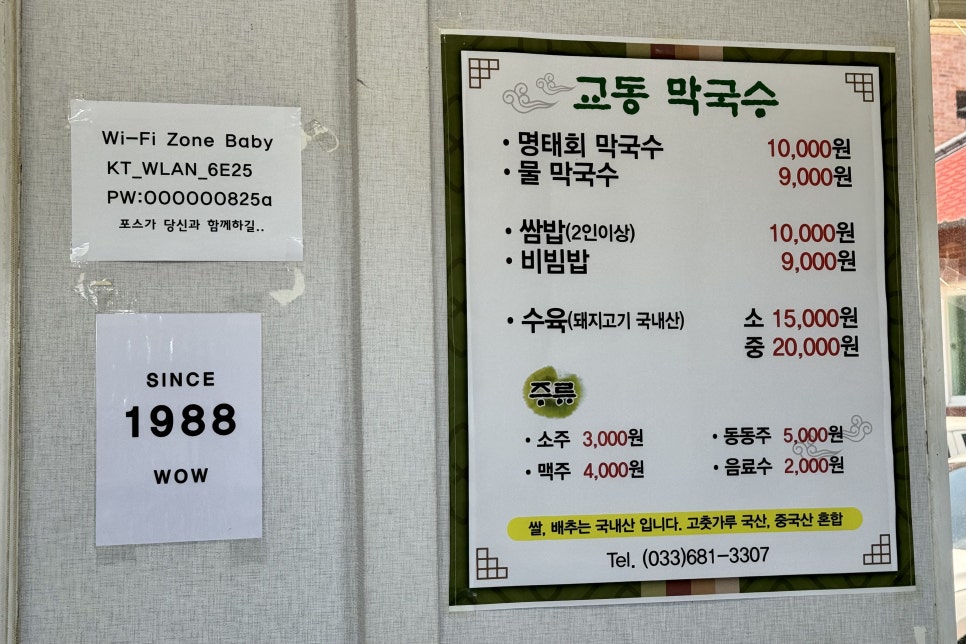 Wi-Fi Zone Baby
KT_WLAN_6E25
PW:000000825a
포스가 당신과 함께하길..
SINCE
1988
WOW
교동 막국수
• 명태회 막국수 10,000원
• 물 막국수 9,000원
• 쌈밥(2인이상) 10,000원
• 비빔밥 9,000원
• 수육(돼지고기 국내산) 소 15,000원
중 20,000원
주류
• 소주 3,000원 • 동동주 5,000원
• 맥주 4,000원 • 음료수 2,000원
쌀, 배추는 국내산 입니다. 고춧가루 국산, 중국산 혼합
Tel. (033)681-3307